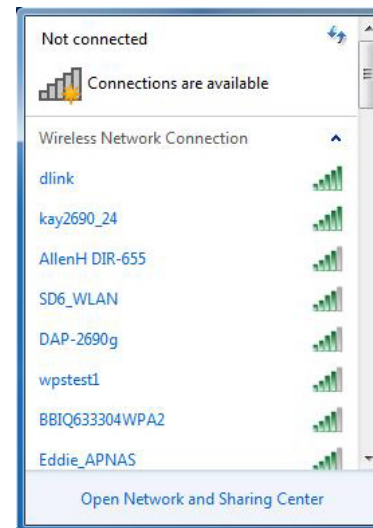 Not connected
Connections are available
Wireless Network Connection
dlink
kay2690_24
AllenH DIR-655
SD6_WLAN
DAP-2690g
wpstest1
BBIQ633304WPA2
Eddie_APNAS
Open Network and Sharing Center